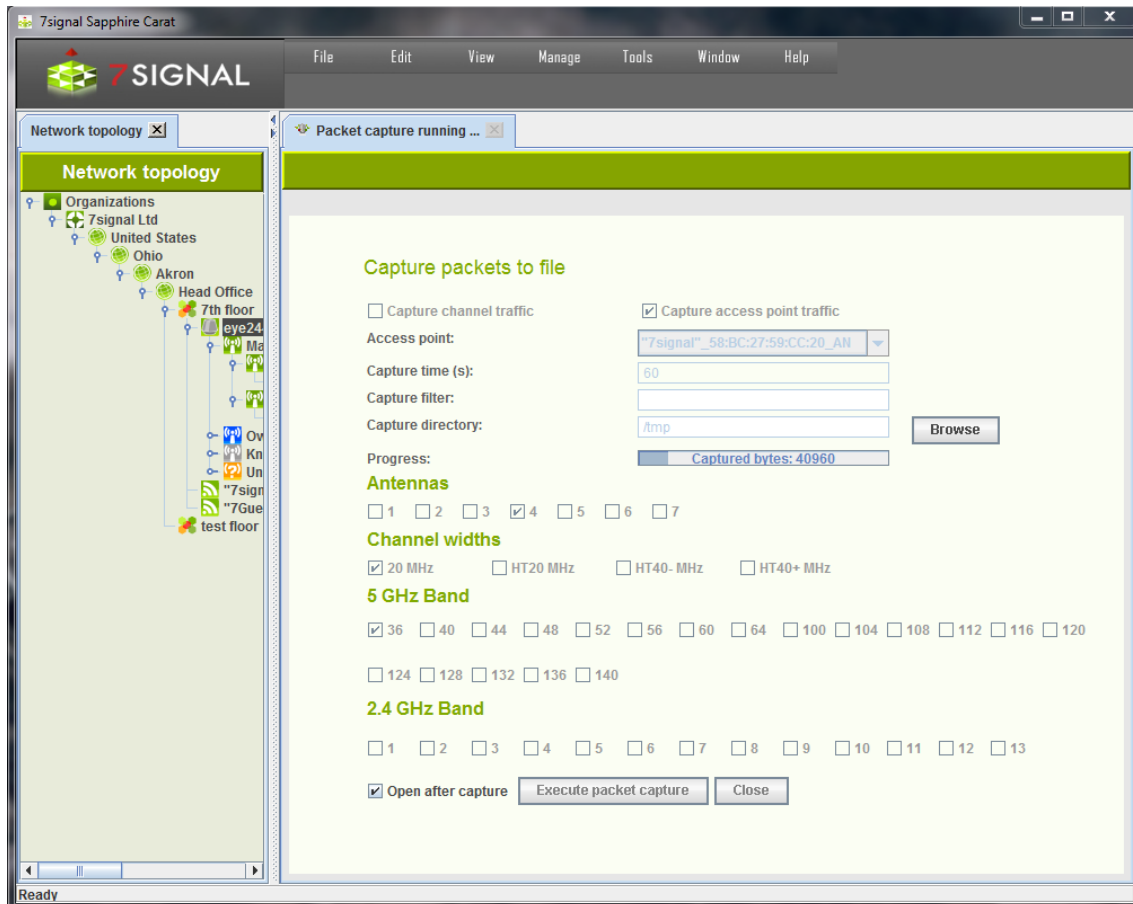 7signal Sapphire Carat
7SIGNAL
File Edit View Manage Tools Window Help
Network topology
Packet capture running ...
Network topology
Organizations
7signal Ltd
United States
Ohio
Akron
Head Office
7th floor
eye24
Ma
Ow
Kn
Un
"7sign
"7Gue
test floor
Capture packets to file
Capture channel traffic Capture access point traffic
Access point: "7signal"_58:BC:27:59:CC:20_AN
Capture time (s): 60
Capture filter:
Capture directory: /tmp Browse
Progress: Captured bytes: 40960
Antennas
1 2 3 4 5 6 7
Channel widths
20 MHz HT20 MHz HT40- MHz HT40+ MHz
5 GHz Band
36 40 44 48 52 56 60 64 100 104 108 112 116 120
124 128 132 136 140
2.4 GHz Band
1 2 3 4 5 6 7 8 9 10 11 12 13
Open after capture Execute packet capture Close
Ready